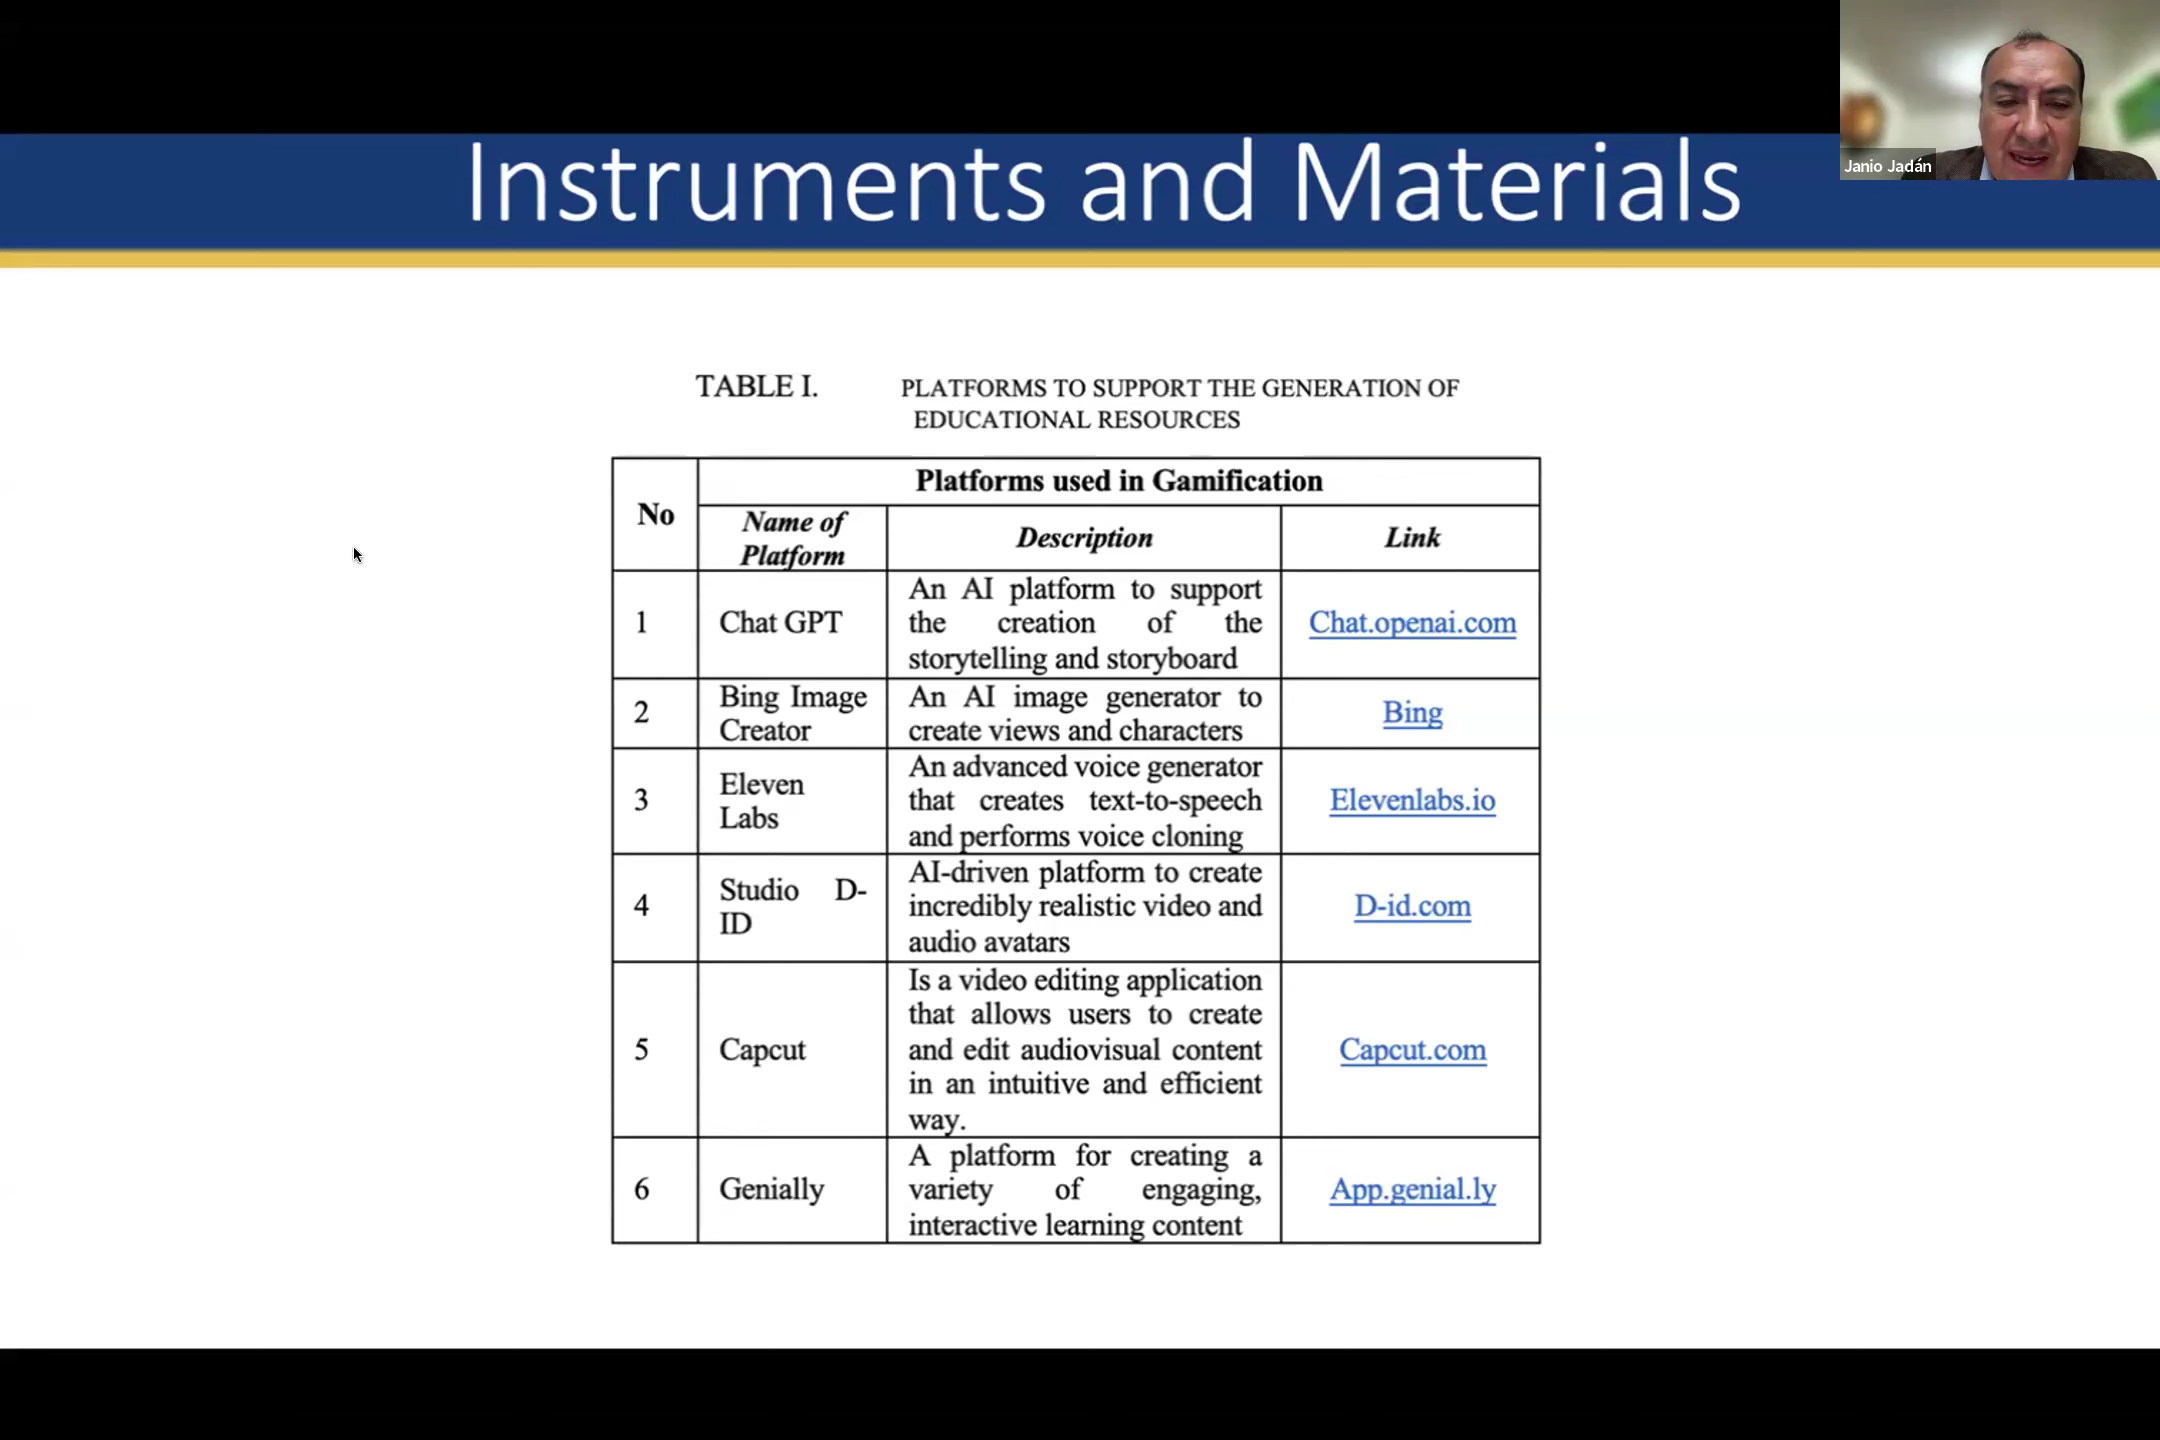 Instruments and Materials
Janio Jadán
TABLE I. PLATFORMS TO SUPPORT THE GENERATION OF
EDUCATIONAL RESOURCES
No
Platforms used in Gamification
Name of
Platform
Description
Link
1
Chat GPT
An AI platform to support
the creation of the
storytelling and storyboard
Chat.openai.com
2
Bing Image
Creator
An AI image generator to
create views and characters
Bing
3
Eleven
Labs
An advanced voice generator
that creates text-to-speech
and performs voice cloning
Elevenlabs.io
4
Studio D-
ID
AI-driven platform to create
incredibly realistic video and
audio avatars
D-id.com
5
Capcut
Is a video editing application
that allows users to create
and edit audiovisual content
in an intuitive and efficient
way.
Capcut.com
6
Genially
A platform for creating a
variety of engaging,
interactive learning content
App.genial.ly